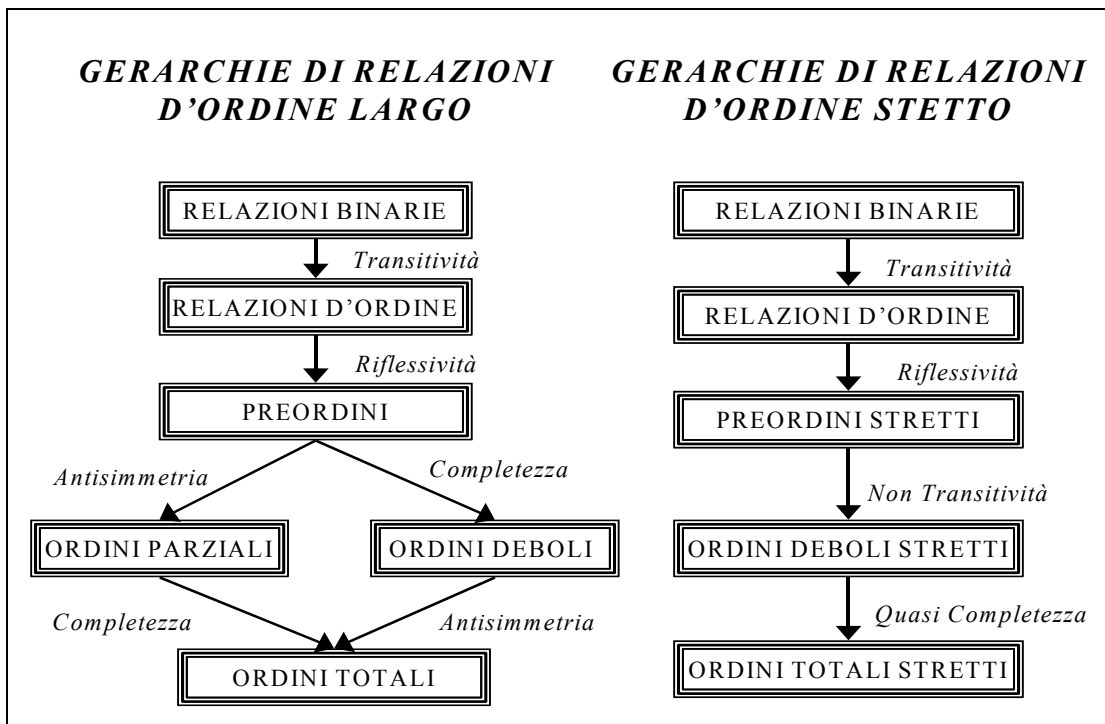 GERARCHIE DI RELAZIONI
D'ORDINE LARGO
RELAZIONI BINARIE
Transitività
RELAZIONI D'ORDINE
Riflessività
PREORDINI
Antisimmetria
Completezza
ORDINI PARZIALI
ORDINI DEBOLI
Completezza
Antisimmetria
ORDINI TOTALI
GERARCHIE DI RELAZIONI
D'ORDINE STETTO
RELAZIONI BINARIE
Transitività
RELAZIONI D'ORDINE
Riflessività
PREORDINI STRETTI
Non Transitività
ORDINI DEBOLI STRETTI
Quasi Completezza
ORDINI TOTALI STRETTI